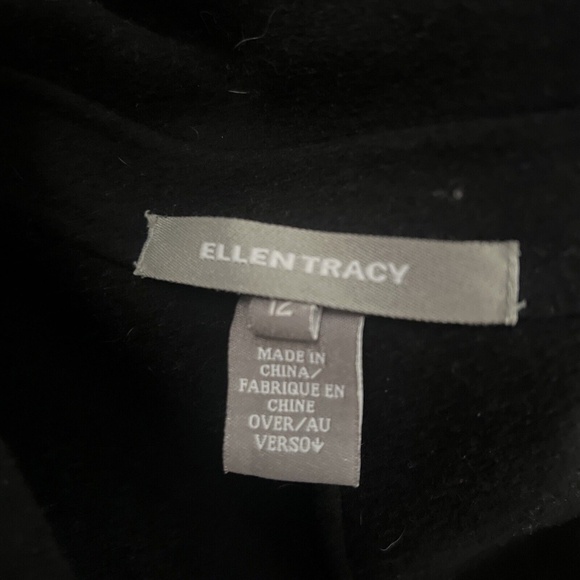 ELLEN TRACY
12
MADE IN
CHINA/
FABRIQUE EN
CHINE
OVER/AU
VERSO↓